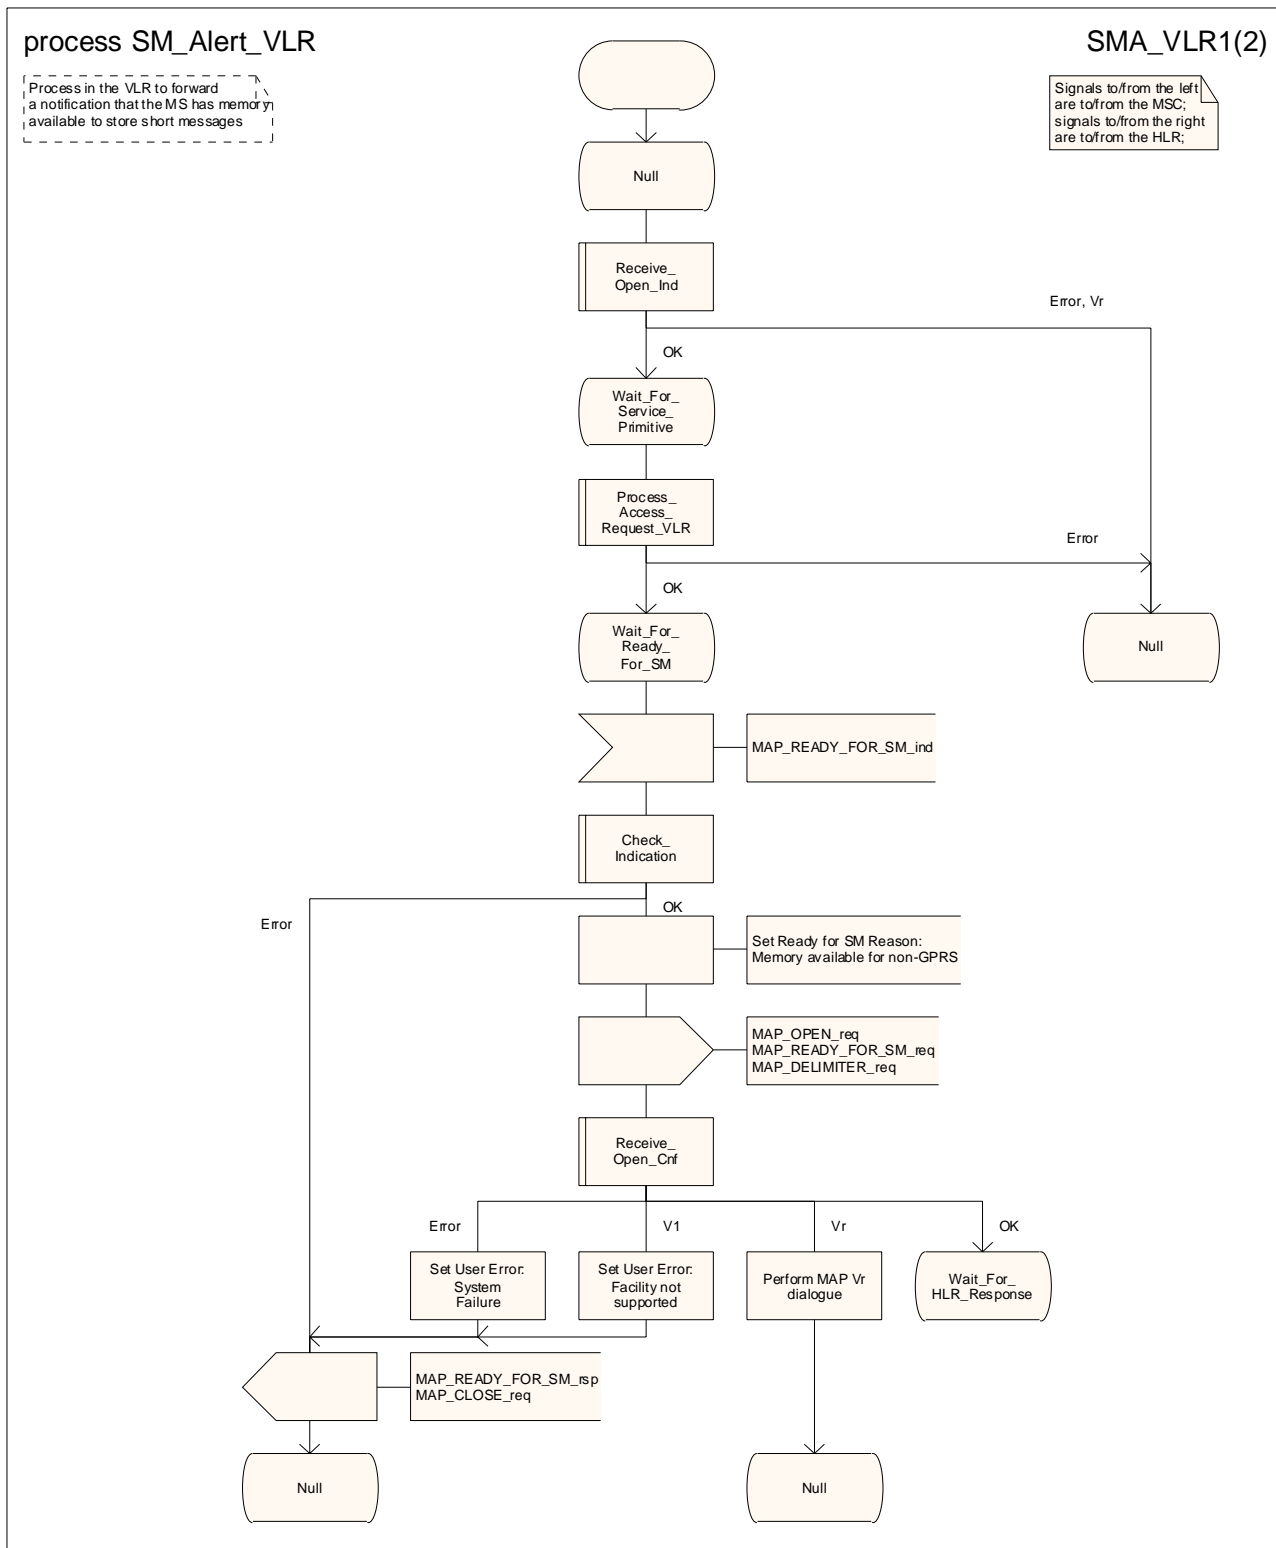 process SM_Alert_VLR
SMA_VLR1(2)
Process in the VLR to forward
a notification that the MS has memory
available to store short messages
Signals to/from the left
are to/from the MSC;
signals to/from the right
are to/from the HLR;
Null
Receive_
Open_Ind
Error, Vr
OK
Wait_For_
Service_
Primitive
Process_
Access_
Request_VLR
Error
OK
Wait_For_
Ready_
For_SM
Null
MAP_READY_FOR_SM_ind
Check_
Indication
Error
OK
Set Ready for SM Reason:
Memory available for non-GPRS
MAP_OPEN_req
MAP_READY_FOR_SM_req
MAP_DELIMITER_req
Receive_
Open_Cnf
Error
V1
Vr
OK
Set User Error:
System
Failure
Set User Error:
Facility not
supported
Perform MAP Vr
dialogue
Wait_For_
HLR_Response
MAP_READY_FOR_SM_rsp
MAP_CLOSE_req
Null
Null